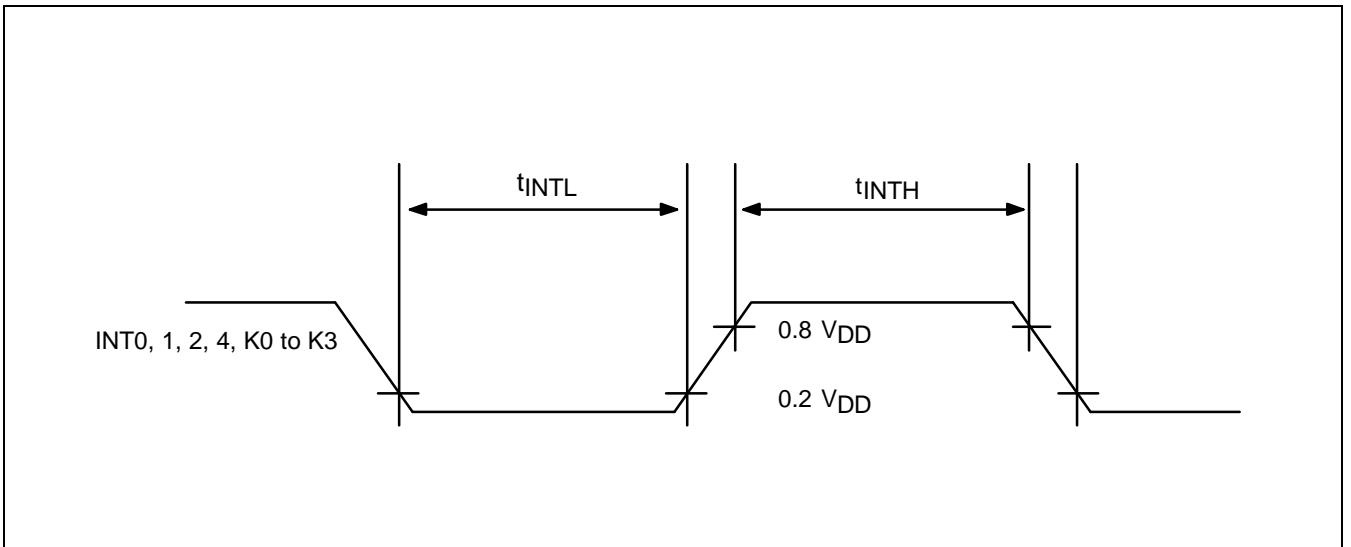 tINTL
tINTH
INT0, 1, 2, 4, K0 to K3
0.8 VDD
0.2 VDD